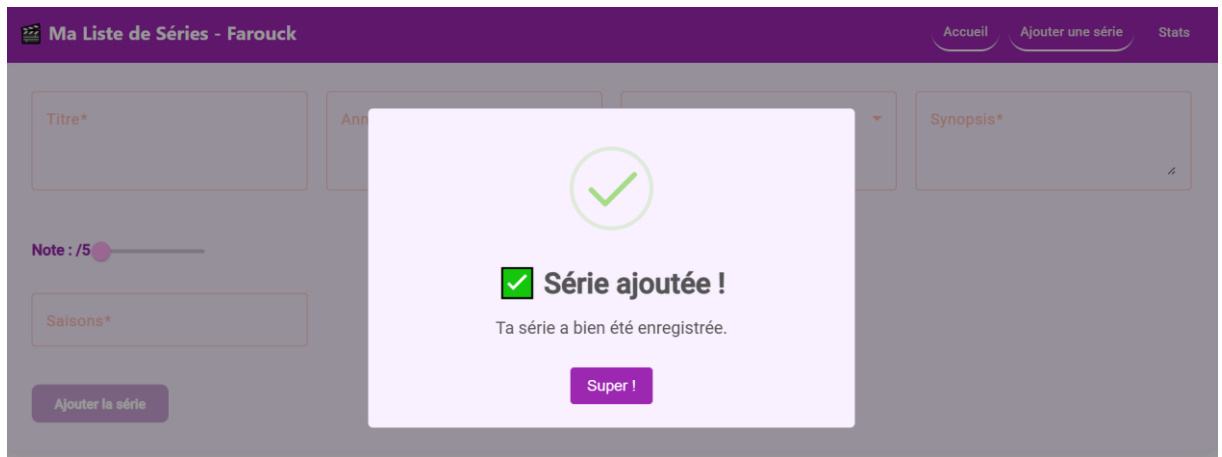 🎬 Ma Liste de Séries - Farouck
Accueil
Ajouter une série
Stats
Titre*
Ann
Synopsis*
Note : /5
Saisons*
Ajouter la série
✅ Série ajoutée !
Ta série a bien été enregistrée.
Super !